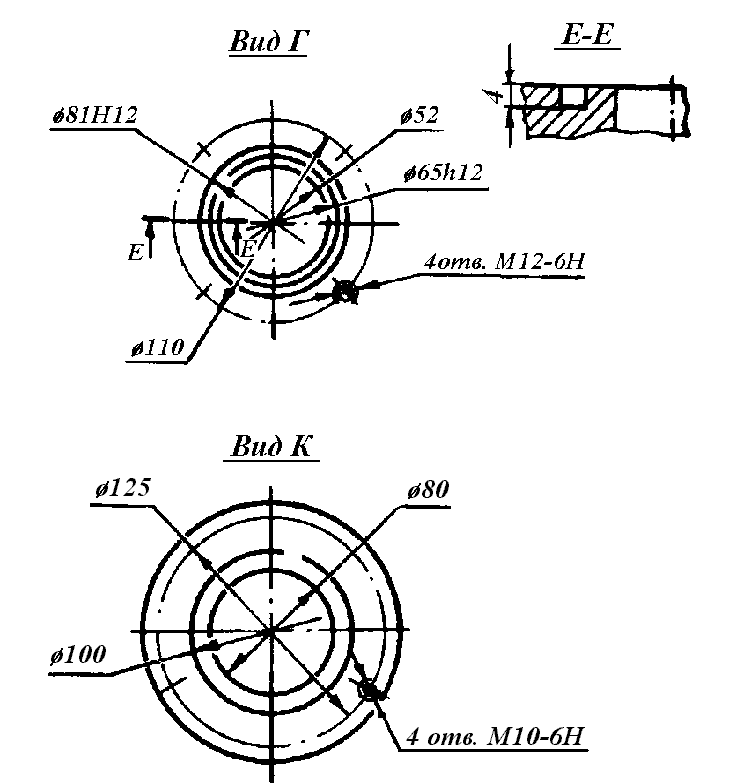 Вид Г
Е-Е
ø81Н12
ø52
4
ø65h12
Е
Е
4отв. М12-6Н
ø110
Вид К
ø125
ø80
ø100
4 отв. М10-6Н